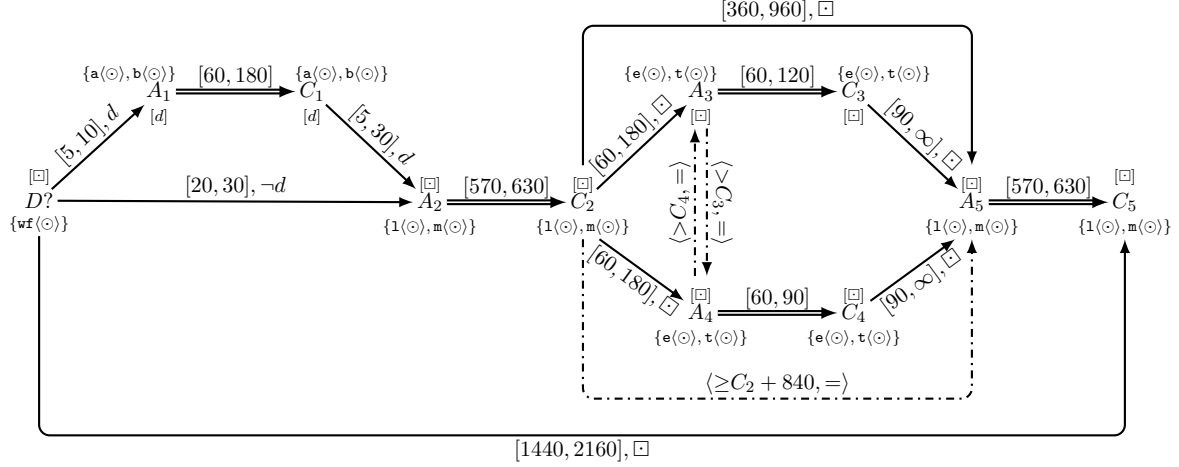 [360, 960], ⊡
{a⟨⊙⟩, b⟨⊙⟩} [60, 180] {a⟨⊙⟩, b⟨⊙⟩}
A₁ C₁
[d] [d]
{e⟨⊙⟩, t⟨⊙⟩} [60, 120] {e⟨⊙⟩, t⟨⊙⟩}
A₃ C₃
[⊡] [⊡]
[5, 10], d
[5, 30], d
[60, 180], ⊡
[90, ∞], ⊡
[⊡]
D?
{wf⟨⊙⟩}
[20, 30], ¬d
[⊡]
A₂
{l⟨⊙⟩, m⟨⊙⟩}
[570, 630]
[⊡]
C₂
{l⟨⊙⟩, m⟨⊙⟩}
⟨>C₄, =⟩
⟨>C₃, =⟩
[⊡]
A₅
{l⟨⊙⟩, m⟨⊙⟩}
[570, 630]
[⊡]
C₅
{l⟨⊙⟩, m⟨⊙⟩}
[60, 180], ⊡
[90, ∞], ⊡
[⊡] [⊡]
A₄ [60, 90] C₄
{e⟨⊙⟩, t⟨⊙⟩} {e⟨⊙⟩, t⟨⊙⟩}
⟨≥C₂ + 840, =⟩
[1440, 2160], ⊡